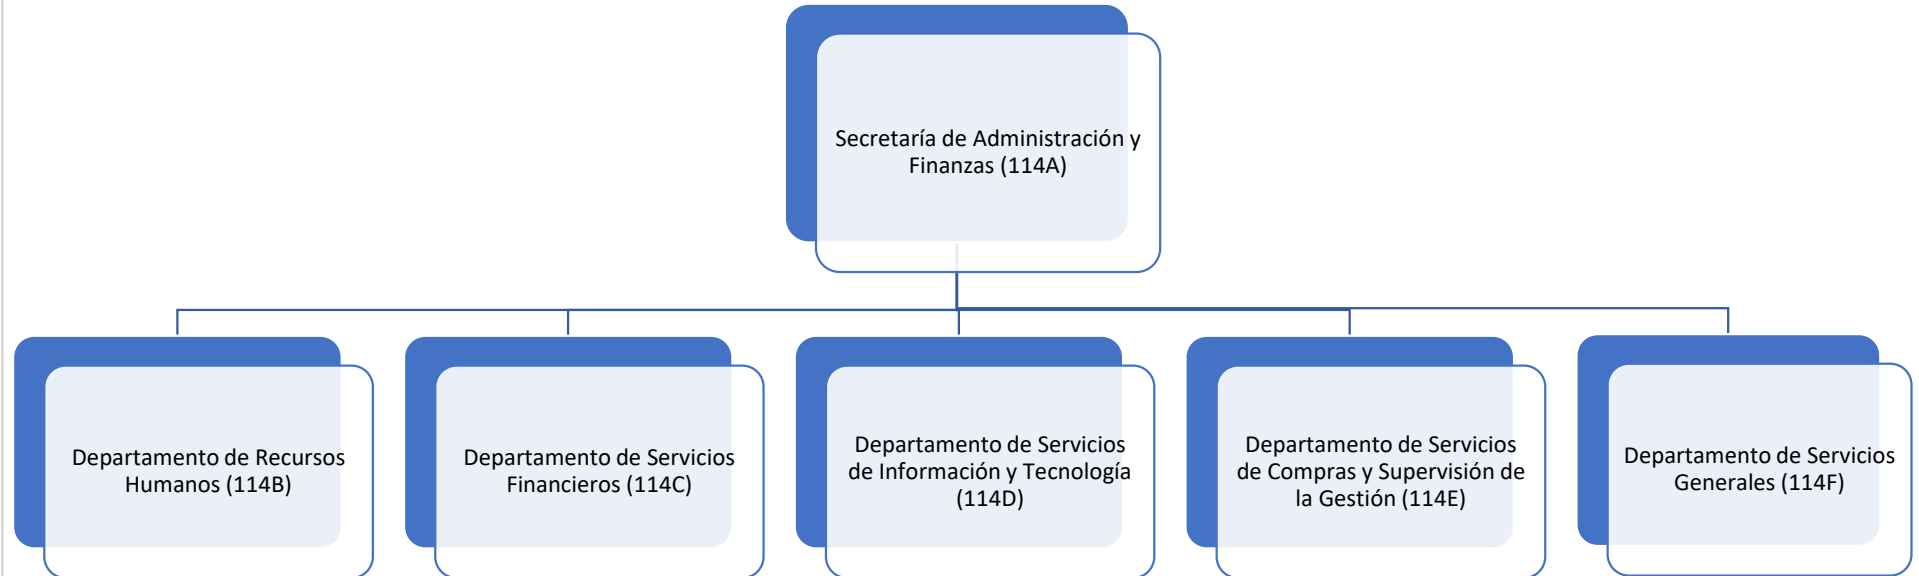 Secretaría de Administración y
Finanzas (114A)
Departamento de Recursos
Humanos (114B)
Departamento de Servicios
Financieros (114C)
Departamento de Servicios
de Información y Tecnología
(114D)
Departamento de Servicios
de Compras y Supervisión de
la Gestión (114E)
Departamento de Servicios
Generales (114F)